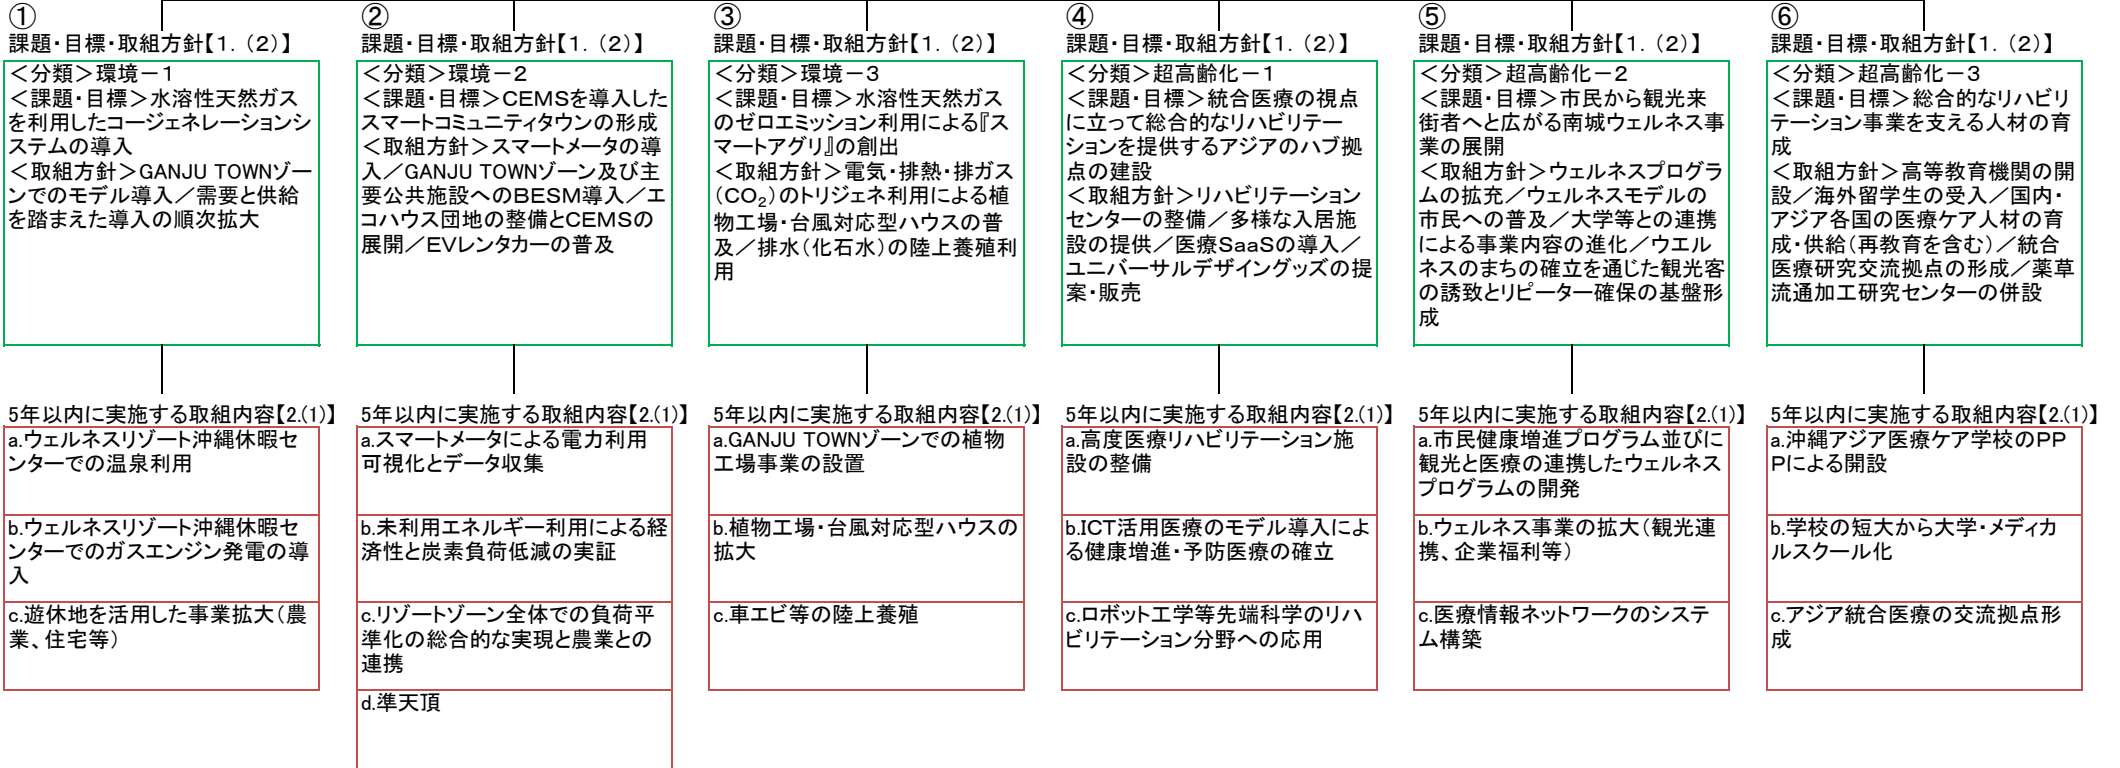 ①
課題・目標・取組方針【１．（２）】
＜分類＞環境－１
＜課題・目標＞水溶性天然ガス
を利用したコージェネレーションシ
ステムの導入
＜取組方針＞GANJU TOWNゾー
ンでのモデル導入／需要と供給
を踏まえた導入の順次拡大
5年以内に実施する取組内容【2.(1)】
a.ウェルネスリゾート沖縄休暇セ
ンターでの温泉利用
b.ウェルネスリゾート沖縄休暇セ
ンターでのガスエンジン発電の導
入
c.遊休地を活用した事業拡大（農
業、住宅等）
②
課題・目標・取組方針【１．（２）】
＜分類＞環境－２
＜課題・目標＞ＣＥＭＳを導入した
スマートコミュニティタウンの形成
＜取組方針＞スマートメータの導
入／GANJU TOWNゾーン及び主
要公共施設へのＢＥＳＭ導入／エ
コハウス団地の整備とＣＥＭＳの
展開／ＥＶレンタカーの普及
5年以内に実施する取組内容【2.(1)】
a.スマートメータによる電力利用
可視化とデータ収集
b.未利用エネルギー利用による経
済性と炭素負荷低減の実証
c.リゾートゾーン全体での負荷平
準化の総合的な実現と農業との
連携
d.準天頂
③
課題・目標・取組方針【１．（２）】
＜分類＞環境－３
＜課題・目標＞水溶性天然ガス
のゼロエミッション利用による『ス
マートアグリ』の創出
＜取組方針＞電気・排熱・排ガス
（CO₂）のトリジェネ利用による植
物工場・台風対応型ハウスの普
及／排水（化石水）の陸上養殖利
用
5年以内に実施する取組内容【2.(1)】
a.GANJU TOWNゾーンでの植物
工場事業の設置
b.植物工場・台風対応型ハウスの
拡大
c.車エビ等の陸上養殖
④
課題・目標・取組方針【１．（２）】
＜分類＞超高齢化－１
＜課題・目標＞統合医療の視点
に立って総合的なリハビリテー
ションを提供するアジアのハブ拠
点の建設
＜取組方針＞リハビリテーション
センターの整備／多様な入居施
設の提供／医療ＳａａＳの導入／
ユニバーサルデザイングッズの提
案・販売
5年以内に実施する取組内容【2.(1)】
a.高度医療リハビリテーション施
設の整備
b.ICT活用医療のモデル導入によ
る健康増進・予防医療の確立
c.ロボット工学等先端科学のリハ
ビリテーション分野への応用
⑤
課題・目標・取組方針【１．（２）】
＜分類＞超高齢化－２
＜課題・目標＞市民から観光来
街者へと広がる南城ウェルネス事
業の展開
＜取組方針＞ウェルネスプログラ
ムの拡充／ウェルネスモデルの
市民への普及／大学等との連携
による事業内容の進化／ウエル
ネスのまちの確立を通じた観光客
の誘致とリピーター確保の基盤形
成
5年以内に実施する取組内容【2.(1)】
a.市民健康増進プログラム並びに
観光と医療の連携したウェルネス
プログラムの開発
b.ウェルネス事業の拡大（観光連
携、企業福利等）
c.医療情報ネットワークのシステ
ム構築
⑥
課題・目標・取組方針【１．（２）】
＜分類＞超高齢化－３
＜課題・目標＞総合的なリハビリ
テーション事業を支える人材の育
成
＜取組方針＞高等教育機関の開
設／海外留学生の受入／国内・
アジア各国の医療ケア人材の育
成・供給（再教育を含む）／統合
医療研究交流拠点の形成／薬草
流通加工研究センターの併設
5年以内に実施する取組内容【2.(1)】
a.沖縄アジア医療ケア学校のＰＰ
Ｐによる開設
b.学校の短大から大学・メディカ
ルスクール化
c.アジア統合医療の交流拠点形
成